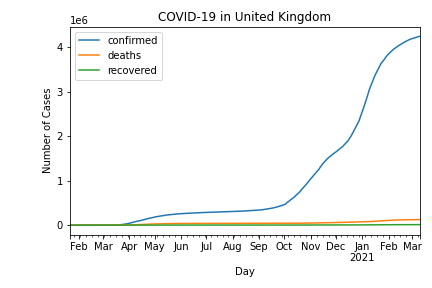 COVID-19 in United Kingdom
1e6
confirmed
deaths
recovered
4
3
2
1
0
Number of Cases
Feb Mar Apr May Jun Jul Aug Sep Oct Nov Dec Jan Feb Mar
2021
Day